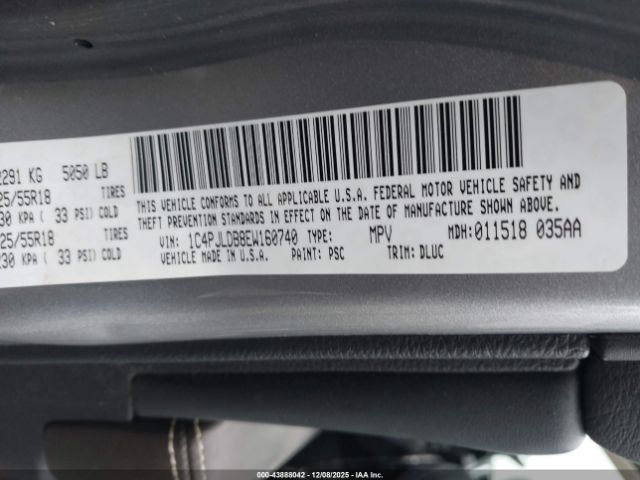 2291 KG 5050 LB
25/55R18 TIRES
230 KPA ( 33 PSI) COLD
25/55R18 TIRES
230 KPA ( 33 PSI) COLD
THIS VEHICLE CONFORMS TO ALL APPLICABLE U.S.A. FEDERAL MOTOR VEHICLE SAFETY AND
THEFT PREVENTION STANDARDS IN EFFECT ON THE DATE OF MANUFACTURE SHOWN ABOVE.
VIN: 1C4PJLDB8EW160740 TYPE: MPV MDH: 011518 035AA
VEHICLE MADE IN U.S.A. PAINT: PSC TRIM: DLUC
000-43888042 - 12/08/2025 - IAA Inc.